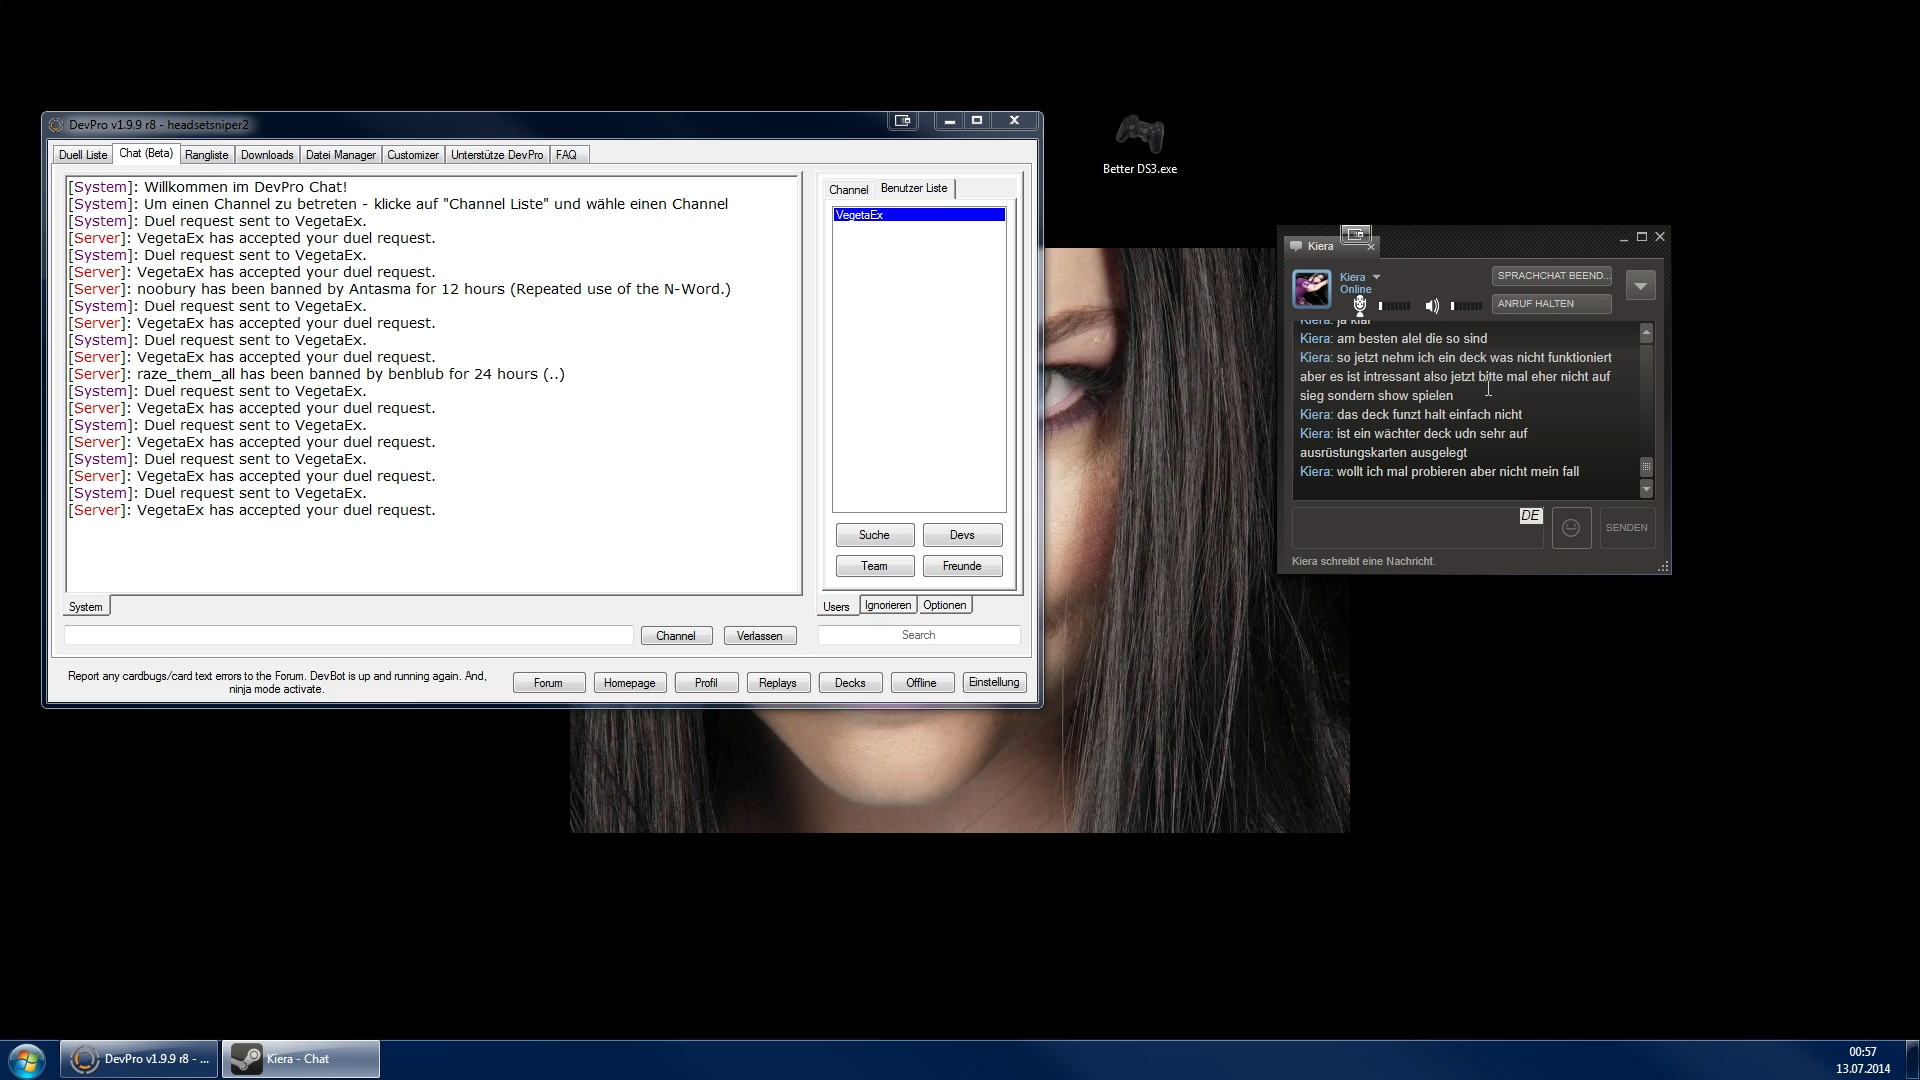 DevPro v1.9.9 r8 - headsetsniper2
Duell Liste Chat (Beta) Rangliste Downloads Datei Manager Customizer Unterstütze DevPro FAQ
[System]: Willkommen im DevPro Chat!
[System]: Um einen Channel zu betreten - klicke auf "Channel Liste" und wähle einen Channel
[System]: Duel request sent to VegetaEx.
[Server]: VegetaEx has accepted your duel request.
[System]: Duel request sent to VegetaEx.
[Server]: VegetaEx has accepted your duel request.
[Server]: noobury has been banned by Antasma for 12 hours (Repeated use of the N-Word.)
[System]: Duel request sent to VegetaEx.
[Server]: VegetaEx has accepted your duel request.
[System]: Duel request sent to VegetaEx.
[Server]: VegetaEx has accepted your duel request.
[Server]: raze_them_all has been banned by benblub for 24 hours (..)
[System]: Duel request sent to VegetaEx.
[Server]: VegetaEx has accepted your duel request.
[System]: Duel request sent to VegetaEx.
[Server]: VegetaEx has accepted your duel request.
[System]: Duel request sent to VegetaEx.
[Server]: VegetaEx has accepted your duel request.
[System]: Duel request sent to VegetaEx.
[Server]: VegetaEx has accepted your duel request.
System
Channel Verlassen
Channel Benutzer Liste
VegetaEx
Suche Devs
Team Freunde
Users Ignorieren Optionen
Search
Report any cardbugs/card text errors to the Forum. DevBot is up and running again. And,
ninja mode activate.
Forum Homepage Profil Replays Decks Offline Einstellung
Better DS3.exe
Kiera
Kiera
Online
SPRACHCHAT BEEND...
ANRUF HALTEN
Kiera: ja klar
Kiera: am besten alel die so sind
Kiera: so jetzt nehm ich ein deck was nicht funktioniert
aber es ist intressant also jetzt bitte mal eher nicht auf
sieg sondern show spielen
Kiera: das deck funzt halt einfach nicht
Kiera: ist ein wächter deck udn sehr auf
ausrüstungskarten ausgelegt
Kiera: wollt ich mal probieren aber nicht mein fall
DE
SENDEN
Kiera schreibt eine Nachricht.
DevPro v1.9.9 r8 - ...
Kiera - Chat
00:57
13.07.2014